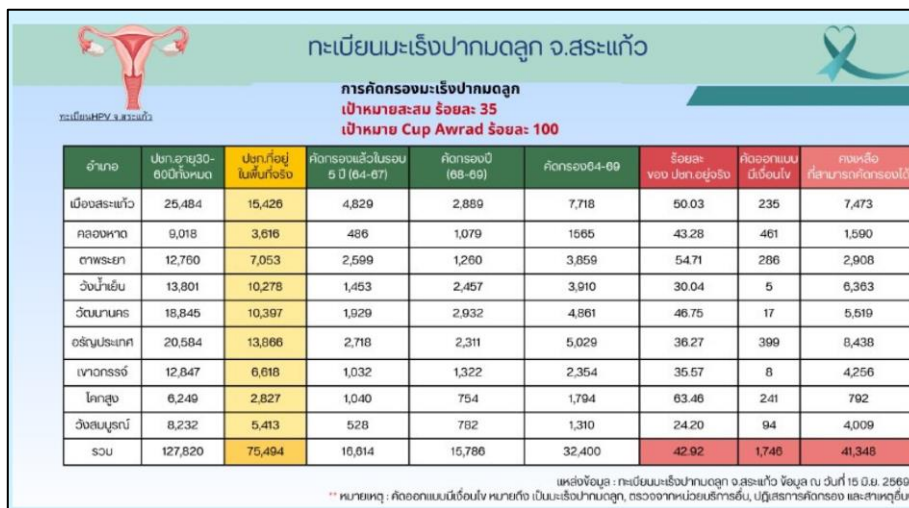 ทะเบียนมะเร็งปากมดลูก จ.สระแก้ว
ทะเบียนHPV จ.สระแก้ว
การคัดกรองมะเร็งปากมดลูก
เป้าหมายสะสม ร้อยละ 35
เป้าหมาย Cup Awrad ร้อยละ 100
อำเภอ ปชก.อายุ30-60ปีทั้งหมด ปชก.ที่อยู่ในพื้นที่จริง คัดกรองแล้วในรอบ 5 ปี (64-67) คัดกรองปี (68-69) คัดกรอง64-69 ร้อยละ ของ ปชก.อยู่จริง คัดออกแบบมีเงื่อนไข คงเหลือ ที่สามารถคัดกรองได้
เมืองสระแก้ว 25,484 15,426 4,829 2,889 7,718 50.03 235 7,473
คลองหาด 9,018 3,616 486 1,079 1565 43.28 461 1,590
ตาพระยา 12,760 7,053 2,599 1,260 3,859 54.71 286 2,908
วังน้ำเย็น 13,801 10,278 1,453 2,457 3,910 30.04 5 6,363
วัฒนานคร 18,845 10,397 1,929 2,932 4,861 46.75 17 5,519
อรัญประเทศ 20,584 13,866 2,718 2,311 5,029 36.27 399 8,438
เขาฉกรรจ์ 12,847 6,618 1,032 1,322 2,354 35.57 8 4,256
โคกสูง 6,249 2,827 1,040 754 1,794 63.46 241 792
วังสมบูรณ์ 8,232 5,413 528 782 1,310 24.20 94 4,009
รวม 127,820 75,494 16,614 15,786 32,400 42.92 1,746 41,348
แหล่งข้อมูล : ทะเบียนมะเร็งปากมดลูก จ.สระแก้ว ข้อมูล ณ วันที่ 15 มิ.ย. 2569
** หมายเหตุ : คัดออกแบบมีเงื่อนไข หมายถึง เป็นมะเร็งปากมดลูก, ตรวจจากหน่วยบริการอื่น, ปฏิเสธการคัดกรอง และสาเหตุอื่นๆ